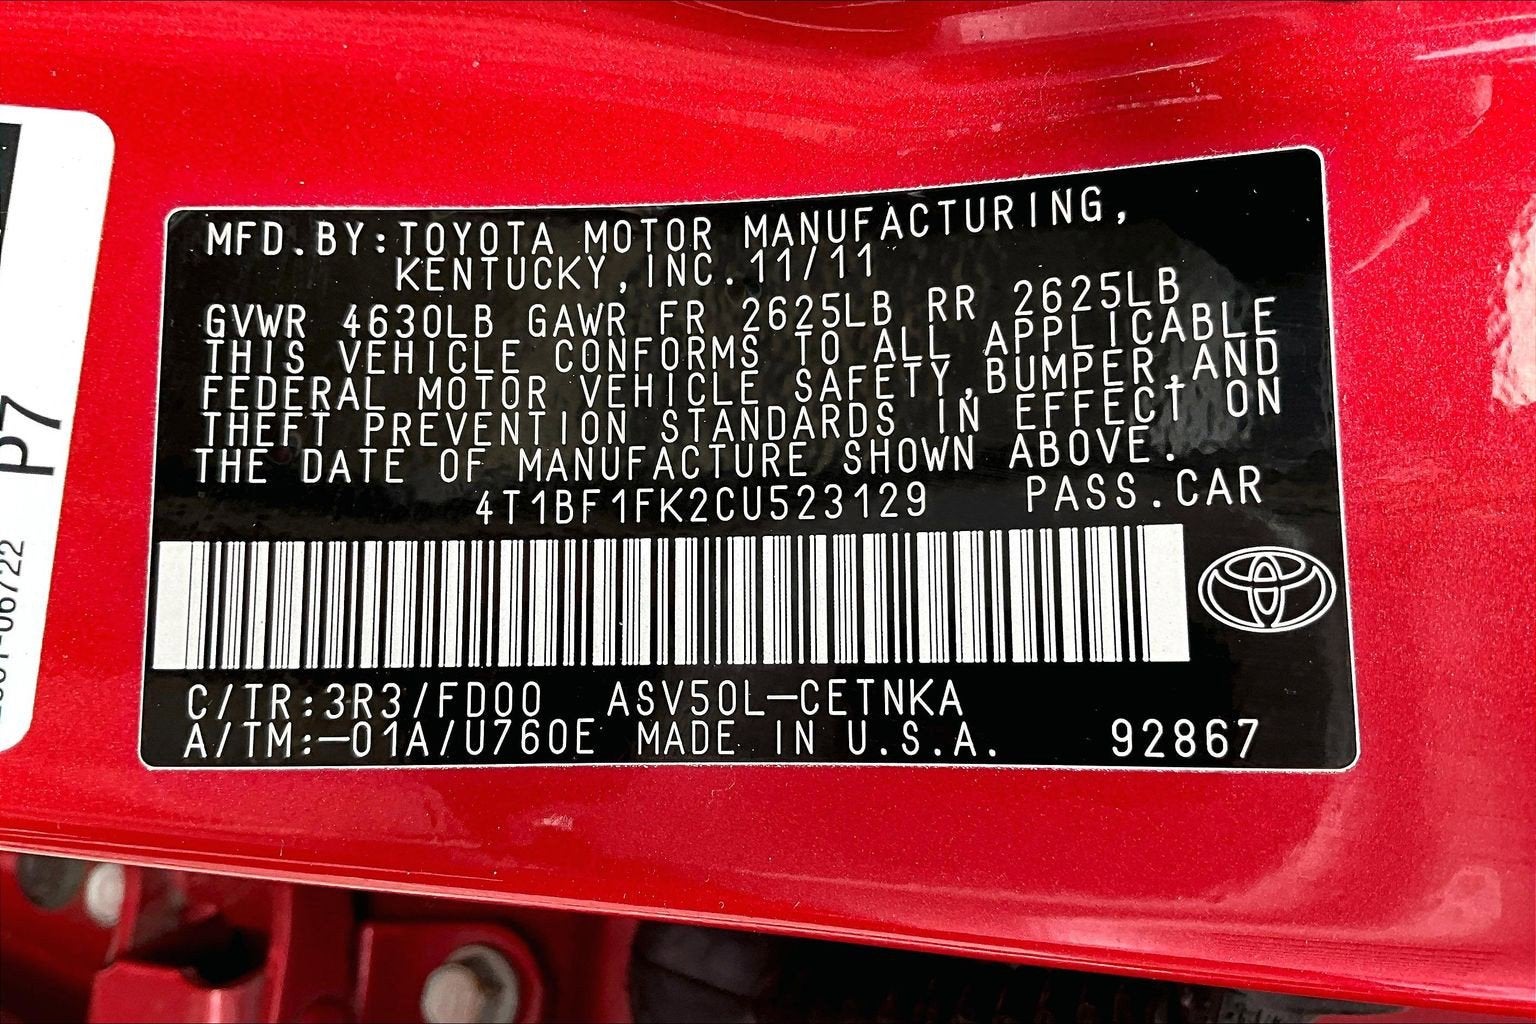 MFD.BY:TOYOTA MOTOR MANUFACTURING,
KENTUCKY,INC.11/11
GVWR 4630LB GAWR FR 2625LB RR 2625LB
THIS VEHICLE CONFORMS TO ALL APPLICABLE
FEDERAL MOTOR VEHICLE SAFETY,BUMPER,AND
THEFT PREVENTION STANDARDS IN EFFECT ON
THE DATE OF MANUFACTURE SHOWN ABOVE.
4T1BF1FK2CU523129 PASS.CAR
C/TR:3R3/FD00 ASV50L-CETNKA
A/TM:-01A/U760E MADE IN U.S.A. 92867
P7
-06722